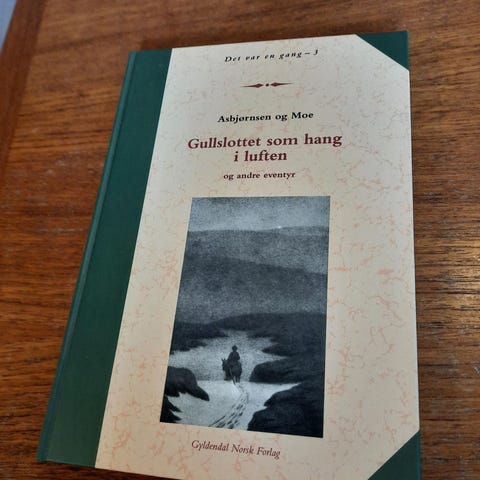 Det var en gang – 3
Asbjørnsen og Moe
Gullslottet som hang
i luften
og andre eventyr
Gyldendal Norsk Forlag